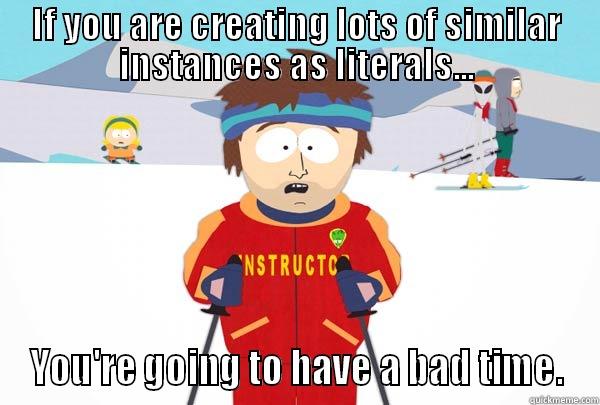 If you are creating lots of similar
instances as literals...
INSTRUCTO
You're going to have a bad time.
quickmeme.com